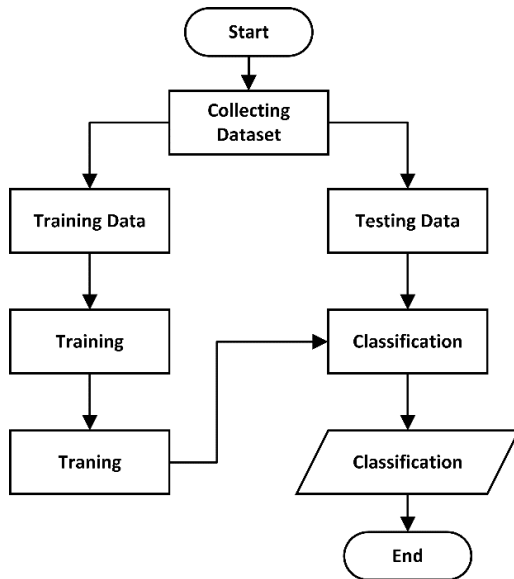 Start
Collecting
Dataset
Training Data
Testing Data
Training
Classification
Traning
Classification
End